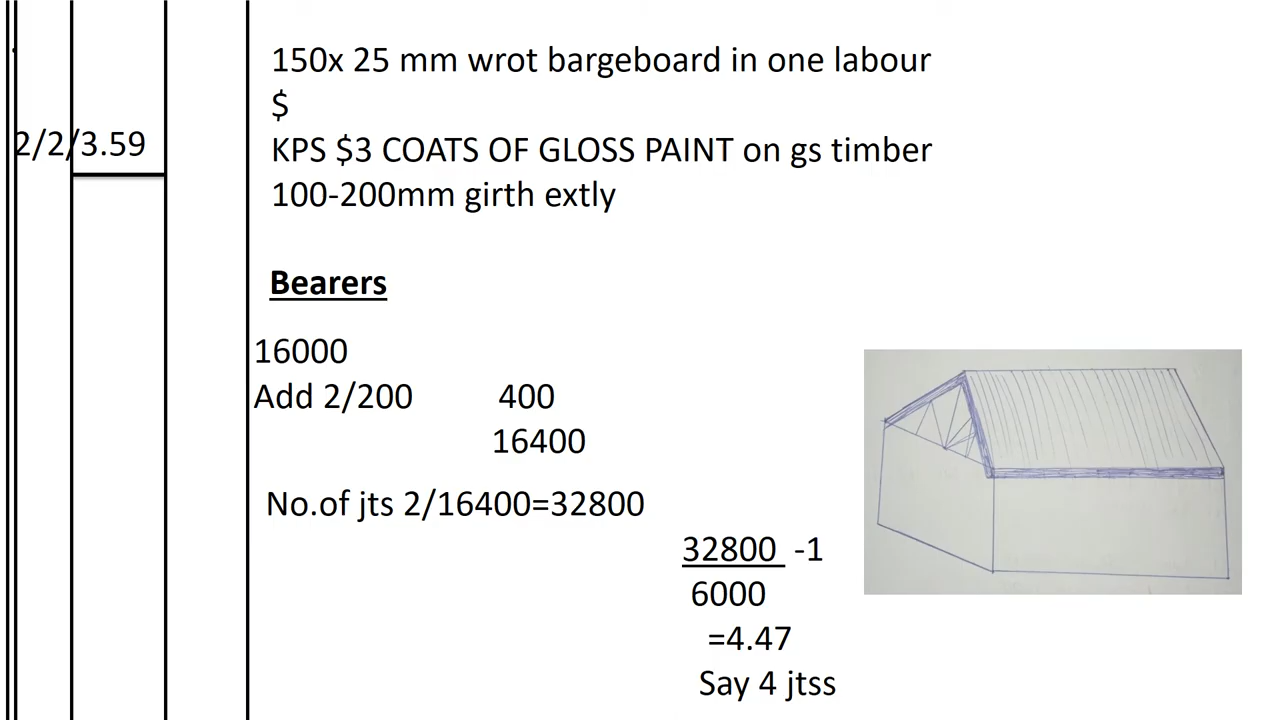 150x 25 mm wrot bargeboard in one labour
$
2/2/3.59
KPS $3 COATS OF GLOSS PAINT on gs timber
100-200mm girth extly
Bearers
16000
Add 2/200 400
16400
No.of jts 2/16400=32800
32800 -1
6000
=4.47
Say 4 jtss